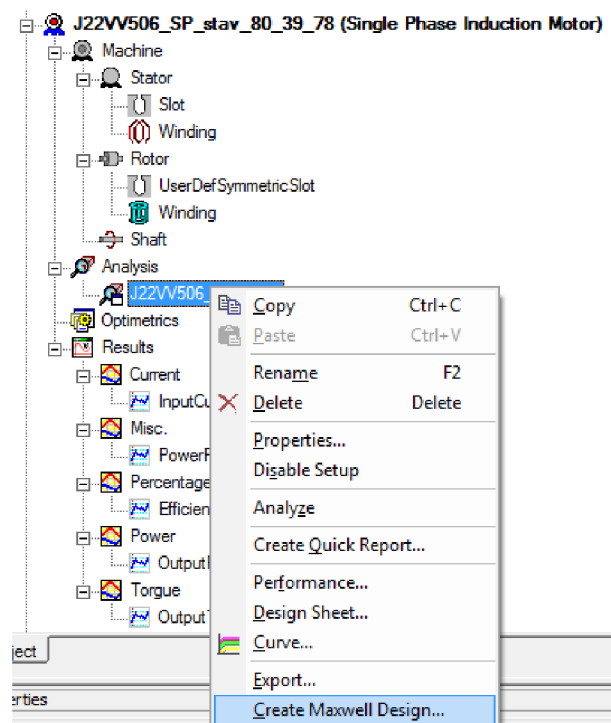 J22VV506_SP_stav_80_39_78 (Single Phase Induction Motor)
Machine
Stator
Slot
Winding
Rotor
UserDefSymmetricSlot
Winding
Shaft
Analysis
J22VV506_
Optimetrics
Results
Current
InputCu
Misc.
PowerF
Percentage
Efficien
Power
Output
Torque
Output
ject
erties
Copy Ctrl+C
Paste Ctrl+V
Rename F2
Delete Delete
Properties...
Disable Setup
Analyze
Create Quick Report...
Performance...
Design Sheet...
Curve...
Export...
Create Maxwell Design...